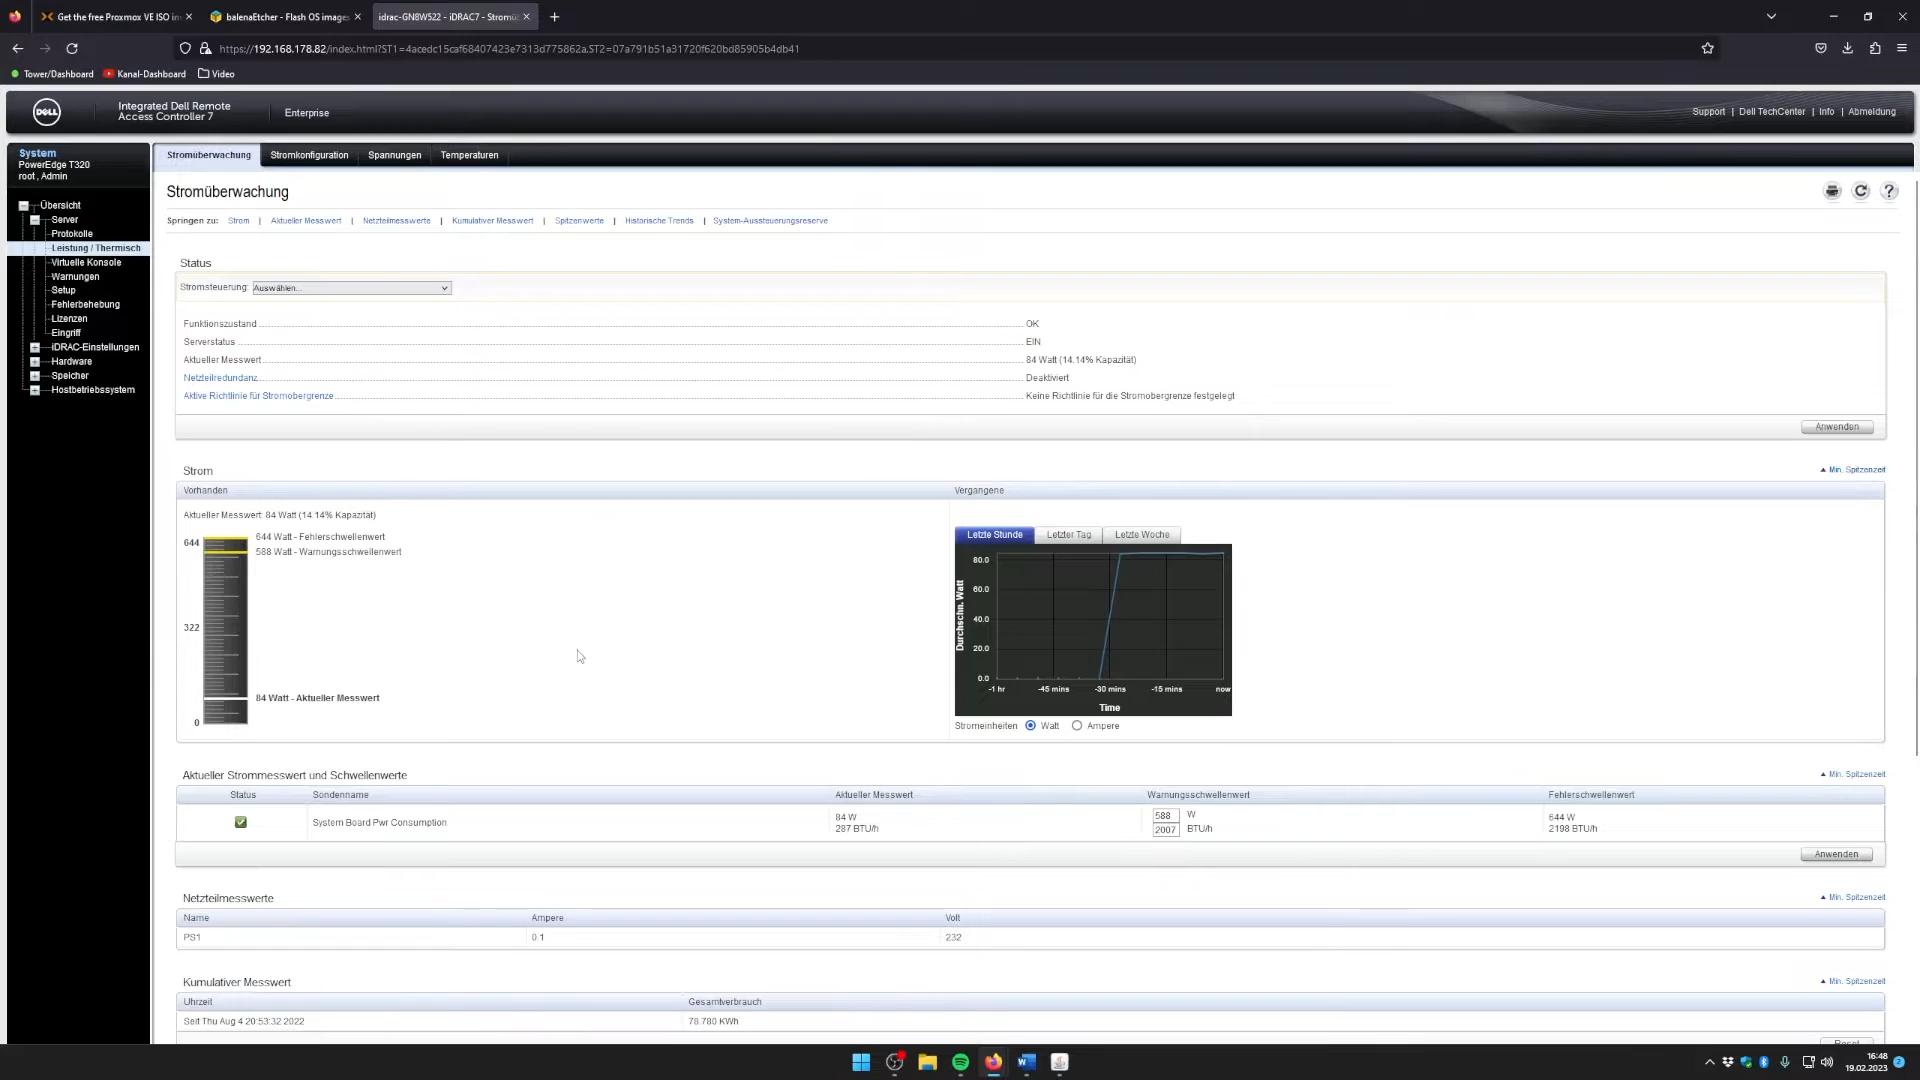 Get the free Proxmox VE ISO in
balenaEtcher - Flash OS images
idrac-GN8W522 - iDRAC7 - Stromü
https://192.168.178.82/index.html?ST1=4acedc15caf68407423e7313d775862a,ST2=07a791b51a31720f620bd85905b4db41
Tower/Dashboard
Kanal-Dashboard
Video
DELL
Integrated Dell Remote
Access Controller 7
Enterprise
Support | Dell TechCenter | Info | Abmeldung
System
PowerEdge T320
root , Admin
Übersicht
Server
Protokolle
Leistung / Thermisch
Virtuelle Konsole
Warnungen
Setup
Fehlerbehebung
Lizenzen
Eingriff
iDRAC-Einstellungen
Hardware
Speicher
Hostbetriebssystem
Stromüberwachung
Stromkonfiguration
Spannungen
Temperaturen
Stromüberwachung
Springen zu: Strom | Aktueller Messwert | Netzteilmesswerte | Kumulativer Messwert | Spitzenwerte | Historische Trends | System-Aussteuerungsreserve
Status
Stromsteuerung: Auswählen...
Funktionszustand OK
Serverstatus EIN
Aktueller Messwert 84 Watt (14.14% Kapazität)
Netzteilredundanz Deaktiviert
Aktive Richtlinie für Stromobergrenze Keine Richtlinie für die Stromobergrenze festgelegt
Anwenden
Strom
Min. Spitzenzeit
Vorhanden
Vergangene
Aktueller Messwert: 84 Watt (14.14% Kapazität)
644
644 Watt - Fehlerschwellenwert
588 Watt - Warnungsschwellenwert
322
84 Watt - Aktueller Messwert
0
Letzte Stunde
Letzter Tag
Letzte Woche
Durchschn. Watt
80.0
60.0
40.0
20.0
0.0
-1 hr
-45 mins
-30 mins
-15 mins
now
Time
Stromeinheiten Watt Ampere
Aktueller Strommesswert und Schwellenwerte
Min. Spitzenzeit
Status Sondenname Aktueller Messwert Warnungsschwellenwert Fehlerschwellenwert
System Board Pwr Consumption
84 W
287 BTU/h
588 W
2007 BTU/h
644 W
2198 BTU/h
Anwenden
Netzteilmesswerte
Min. Spitzenzeit
Name Ampere Volt
PS1 0.1 232
Kumulativer Messwert
Min. Spitzenzeit
Uhrzeit Gesamtverbrauch
Seit Thu Aug 4 20:53:32 2022 78.780 KWh
Reset
16:48
19.02.2023
2